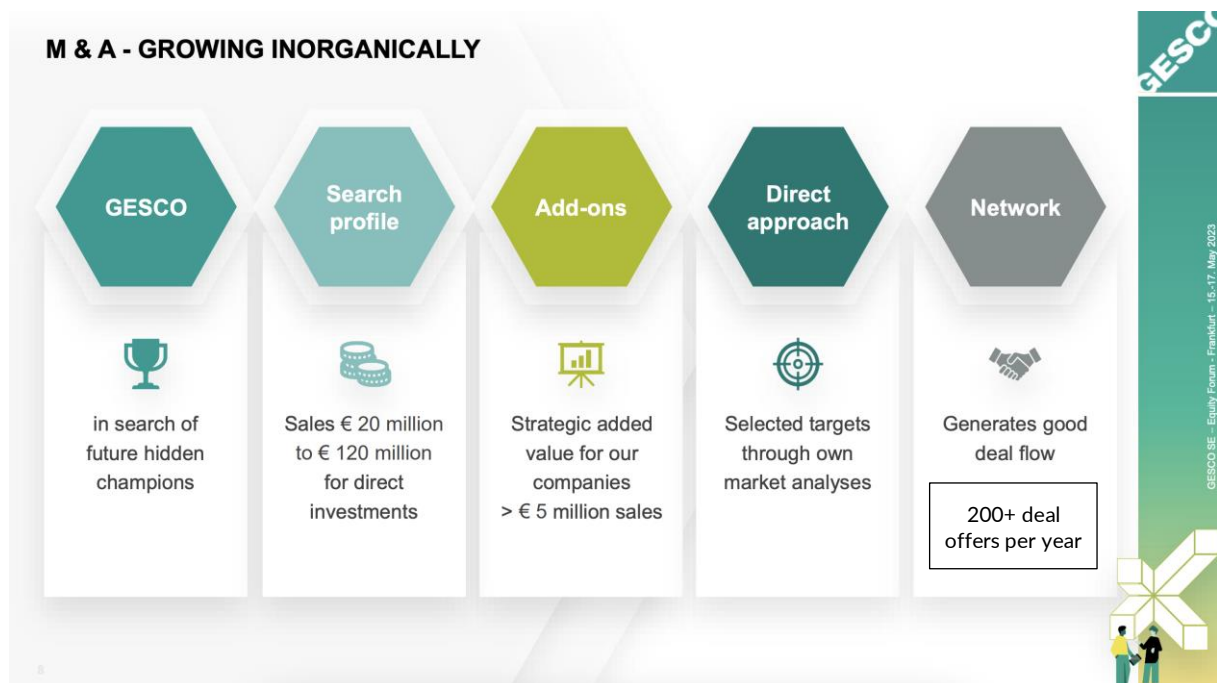 M & A - GROWING INORGANICALLY
GESCO
GESCO
Search
profile
Add-ons
Direct
approach
Network
in search of
future hidden
champions
Sales € 20 million
to € 120 million
for direct
investments
Strategic added
value for our
companies
> € 5 million sales
Selected targets
through own
market analyses
Generates good
deal flow
200+ deal
offers per year
GESCO SE – Equity Forum - Frankfurt – 15.-17. May 2023
8